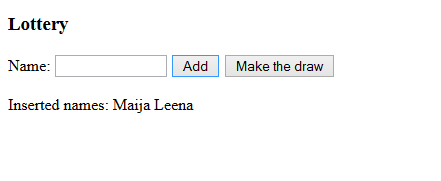 Lottery
Name: Add Make the draw
Inserted names: Maija Leena